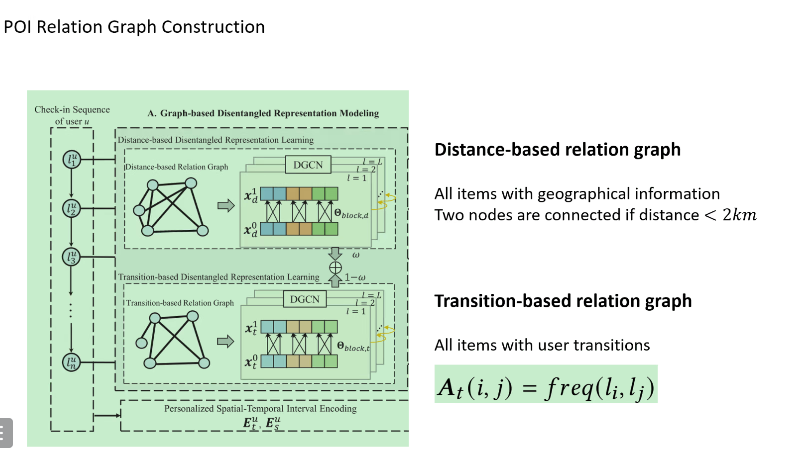 POI Relation Graph Construction
Check-in Sequence
of user u
A. Graph-based Disentangled Representation Modeling
Distance-based Disentangled Representation Learning
Distance-based Relation Graph
DGCN
l = L
l = 2
l = 1
x_d^1
Θ_{block,d}
x_d^0
l_1^u
l_2^u
l_3^u
⋮
l_n^u
ω
⊕
1−ω
Transition-based Disentangled Representation Learning
Transition-based Relation Graph
DGCN
l = L
l = 2
l = 1
x_t^1
Θ_{block,t}
x_t^0
Personalized Spatial-Temporal Interval Encoding
E_t^u, E_s^u
Distance-based relation graph
All items with geographical information
Two nodes are connected if distance < 2km
Transition-based relation graph
All items with user transitions
A_t(i, j) = freq(l_i, l_j)